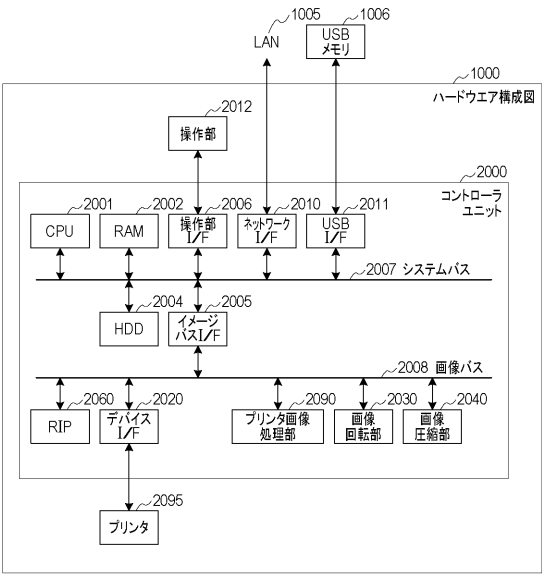 1005
1006
LAN
USB
メモリ
1000
ハードウエア構成図
2012
操作部
2000
コントローラ
ユニット
2001
2002
2006
2010
2011
CPU
RAM
操作部
I/F
ネットワーク
I/F
USB
I/F
2007 システムバス
2004
2005
HDD
イメージ
バスI/F
2008 画像バス
2060
2020
2090
2030
2040
RIP
デバイス
I/F
プリンタ画像
処理部
画像
回転部
画像
圧縮部
2095
プリンタ